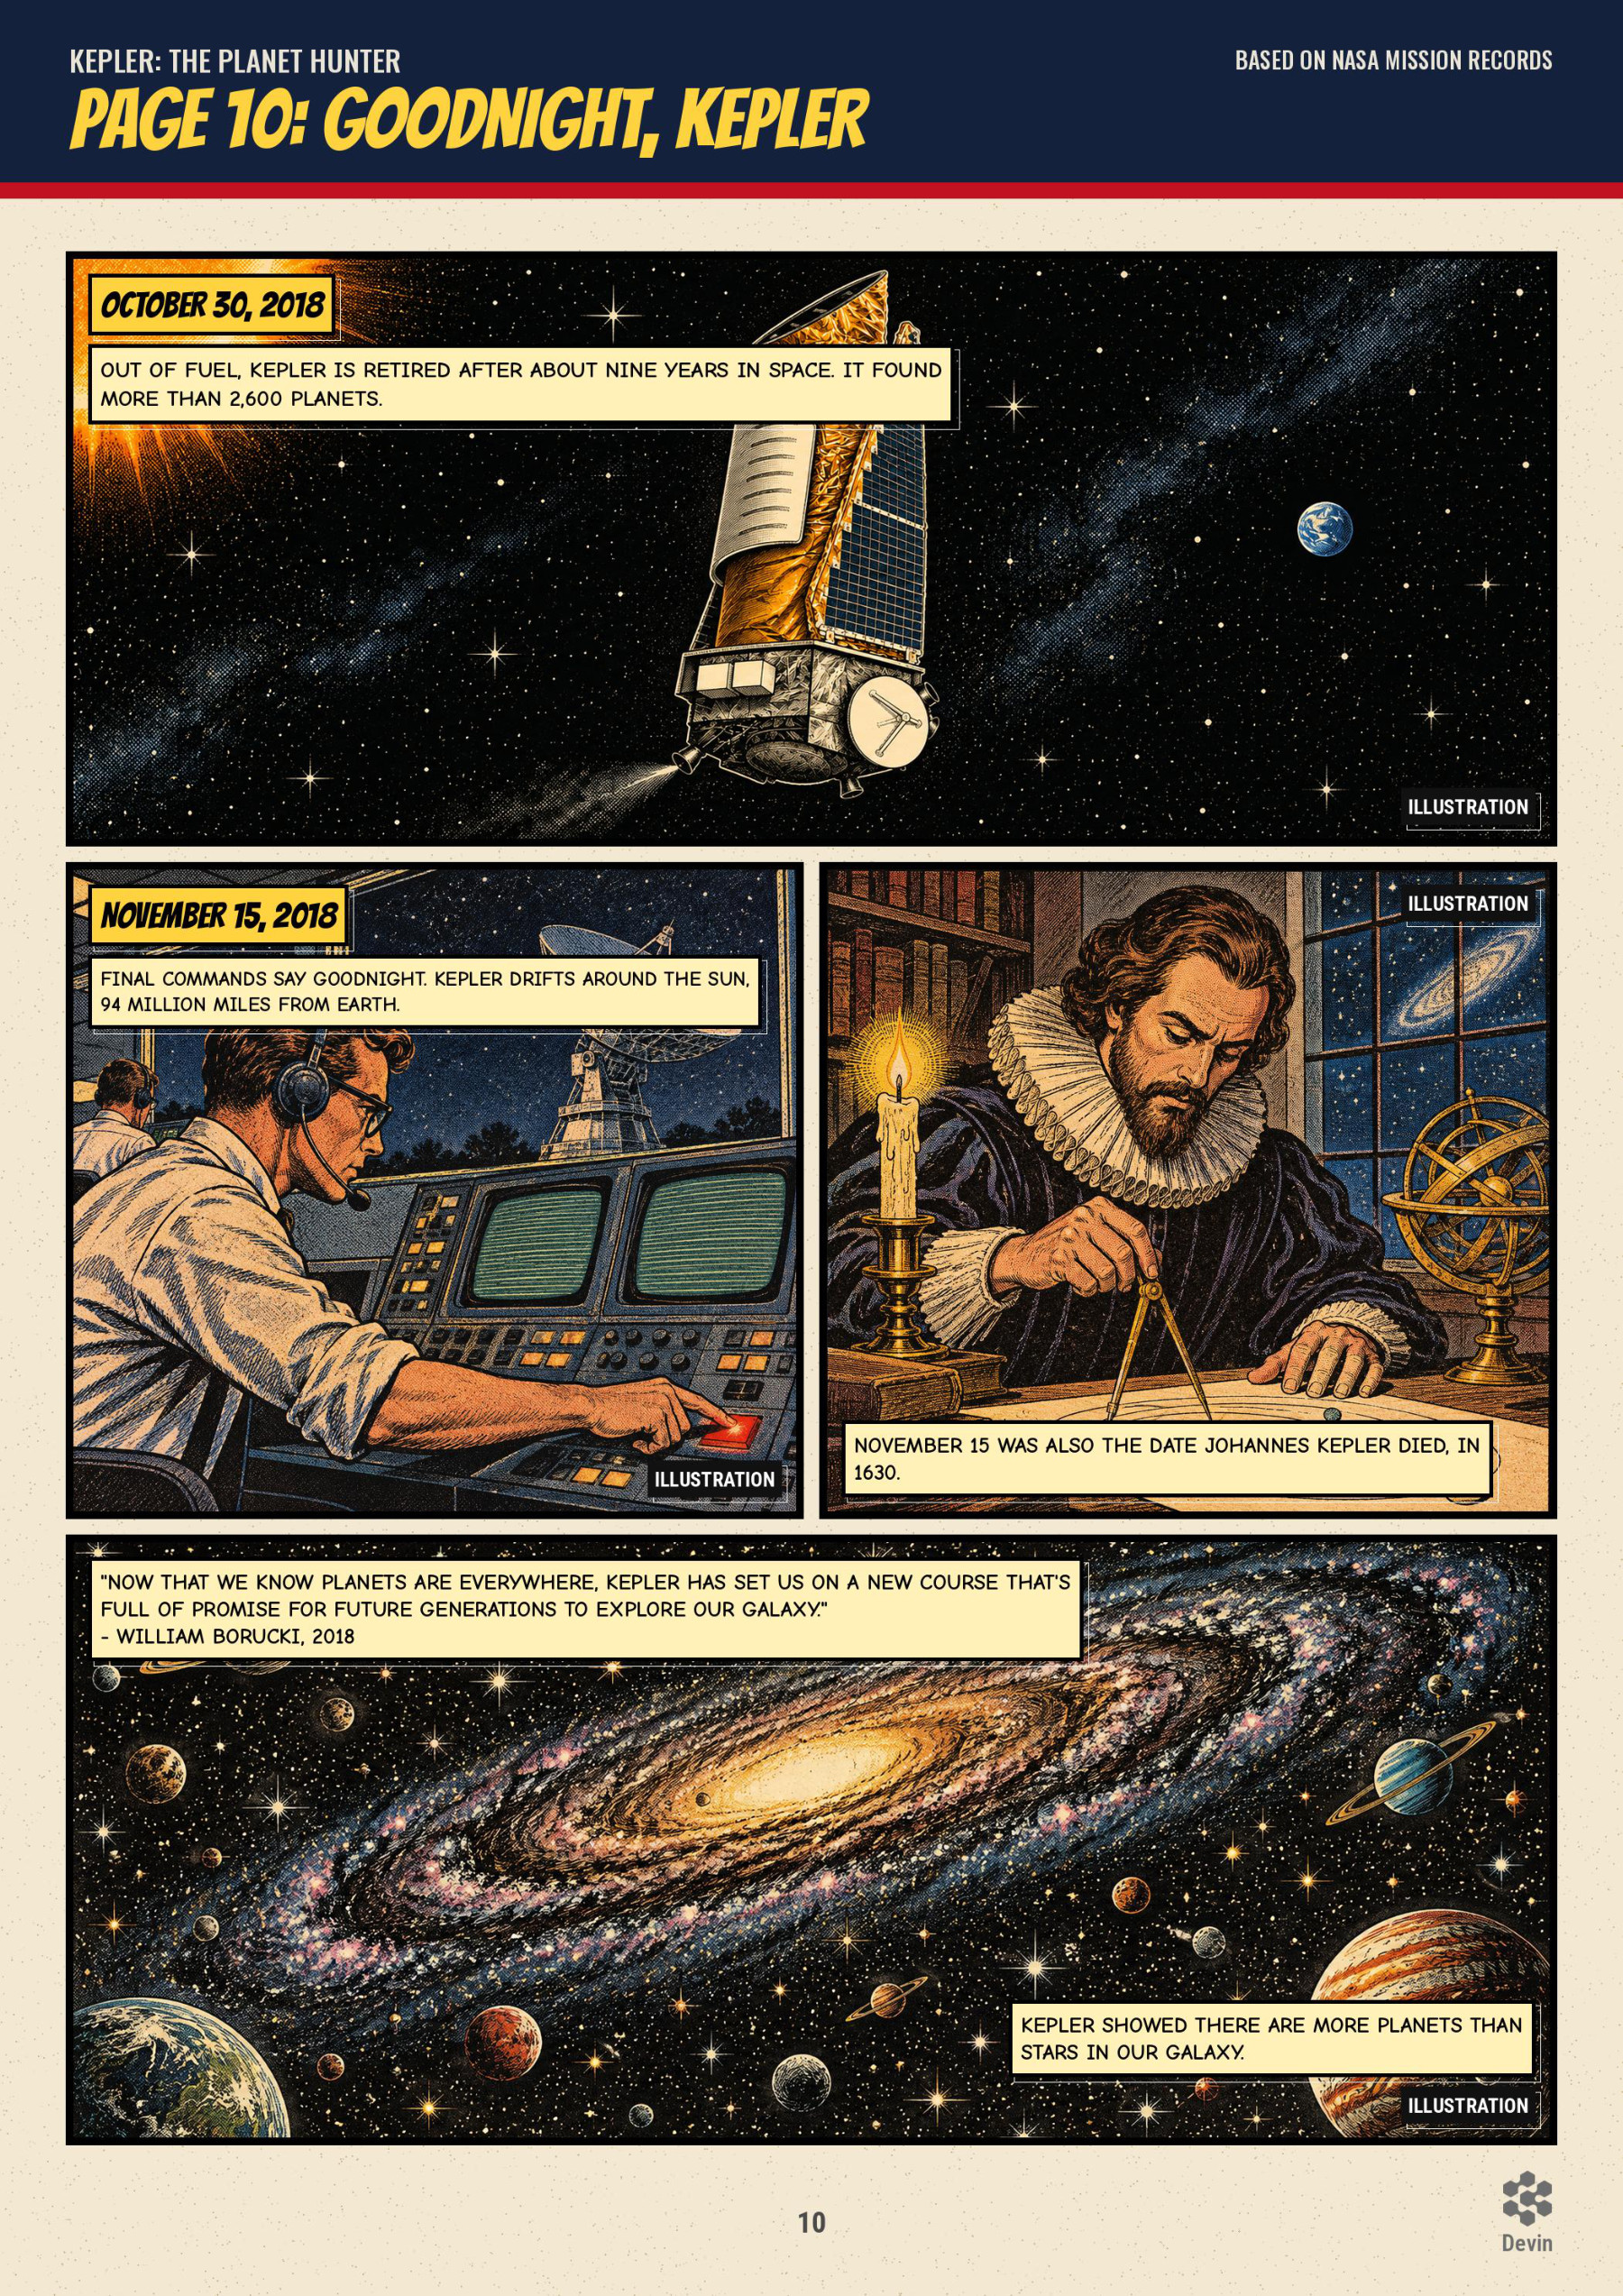 KEPLER: THE PLANET HUNTER
BASED ON NASA MISSION RECORDS
PAGE 10: GOODNIGHT, KEPLER
OCTOBER 30, 2018
OUT OF FUEL, KEPLER IS RETIRED AFTER ABOUT NINE YEARS IN SPACE. IT FOUND
MORE THAN 2,600 PLANETS.
ILLUSTRATION
NOVEMBER 15, 2018
FINAL COMMANDS SAY GOODNIGHT. KEPLER DRIFTS AROUND THE SUN,
94 MILLION MILES FROM EARTH.
ILLUSTRATION
ILLUSTRATION
NOVEMBER 15 WAS ALSO THE DATE JOHANNES KEPLER DIED, IN
1630.
"NOW THAT WE KNOW PLANETS ARE EVERYWHERE, KEPLER HAS SET US ON A NEW COURSE THAT'S
FULL OF PROMISE FOR FUTURE GENERATIONS TO EXPLORE OUR GALAXY."
- WILLIAM BORUCKI, 2018
KEPLER SHOWED THERE ARE MORE PLANETS THAN
STARS IN OUR GALAXY.
ILLUSTRATION
10
Devin